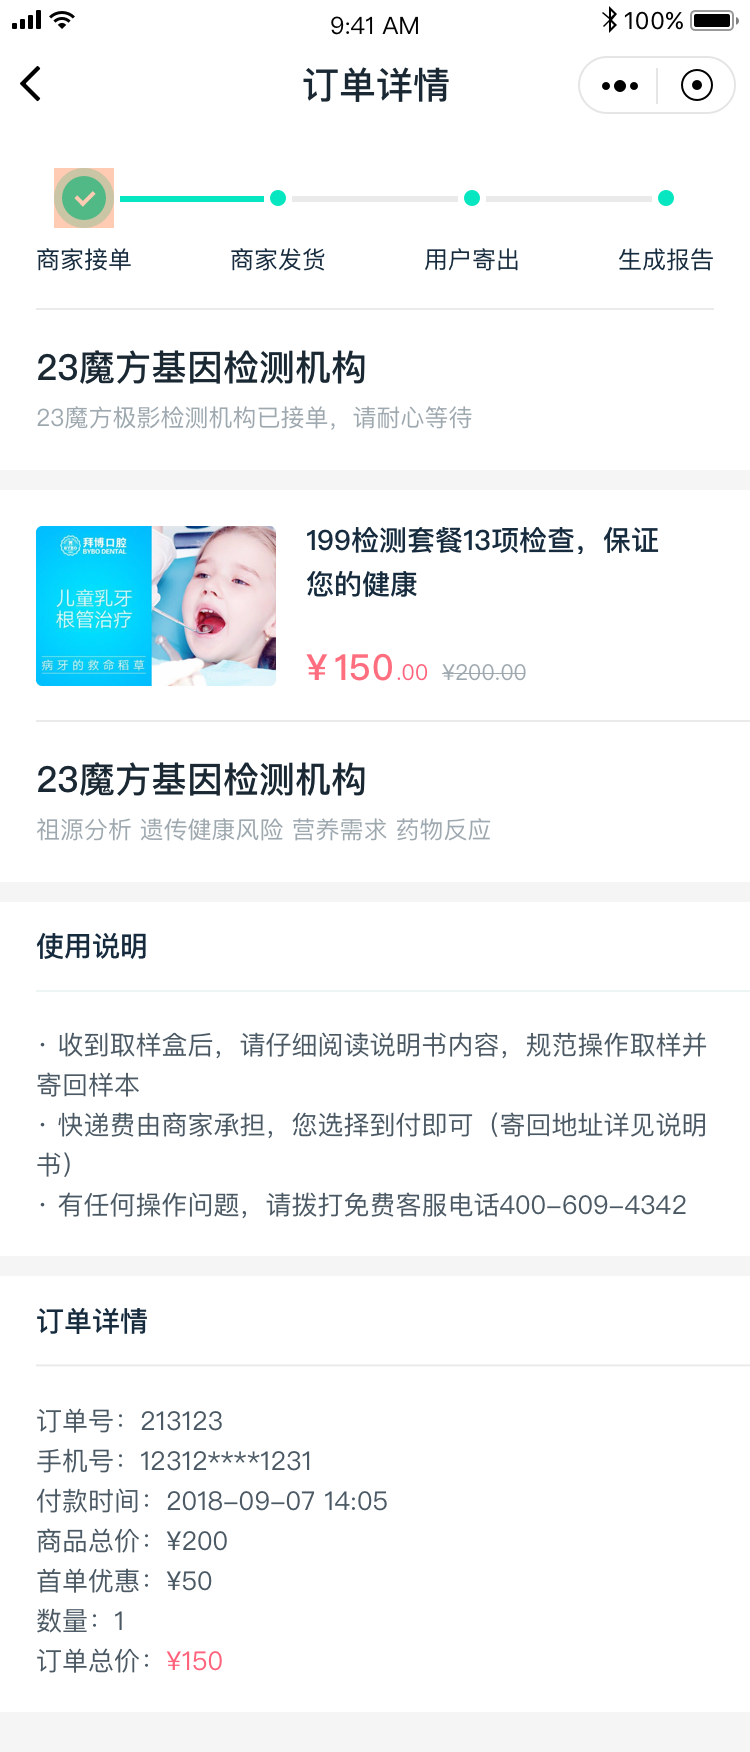 9:41 AM
100%
订单详情
商家接单
商家发货
用户寄出
生成报告
23魔方基因检测机构
23魔方极影检测机构已接单，请耐心等待
拜博口腔
BYBO DENTAL
儿童乳牙
根管治疗
病牙的救命稻草
199检测套餐13项检查，保证
您的健康
¥150.00 ¥200.00
23魔方基因检测机构
祖源分析 遗传健康风险 营养需求 药物反应
使用说明
· 收到取样盒后，请仔细阅读说明书内容，规范操作取样并
寄回样本
· 快递费由商家承担，您选择到付即可（寄回地址详见说明
书）
· 有任何操作问题，请拨打免费客服电话400-609-4342
订单详情
订单号：213123
手机号：12312****1231
付款时间：2018-09-07 14:05
商品总价：¥200
首单优惠：¥50
数量：1
订单总价：¥150